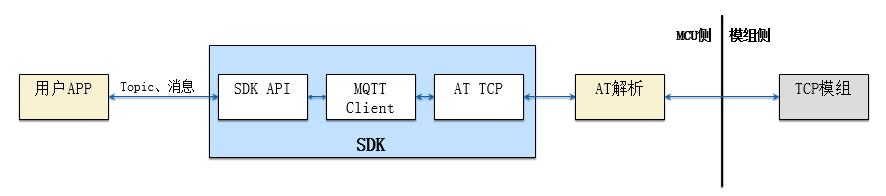 MCU侧
模组侧
用户APP
Topic、消息
SDK API
MQTT
Client
AT TCP
AT解析
TCP模组
SDK